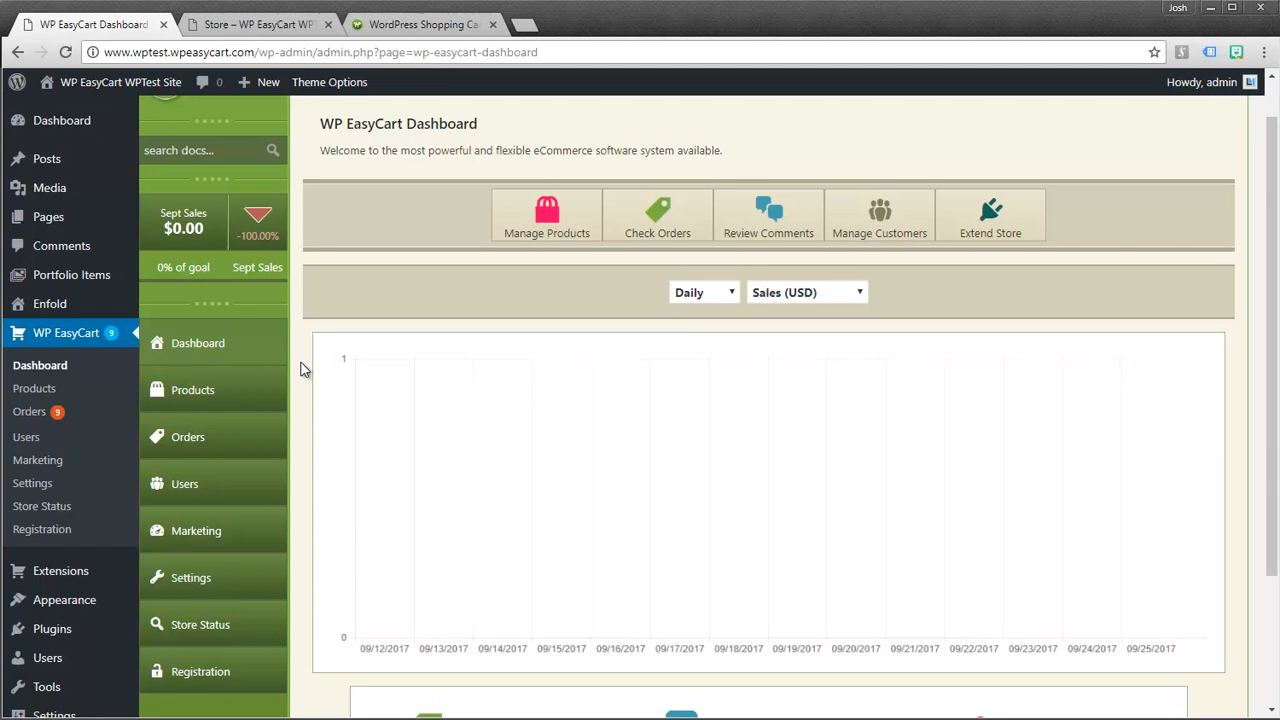 Josh
WP EasyCart Dashboard
Store – WP EasyCart WPT
WordPress Shopping Ca
www.wptest.wpeasycart.com/wp-admin/admin.php?page=wp-easycart-dashboard
WP EasyCart WPTest Site
0
New
Theme Options
Howdy, admin
Dashboard
Posts
Media
Pages
Comments
Portfolio Items
Enfold
WP EasyCart 9
Dashboard
Products
Orders 9
Users
Marketing
Settings
Store Status
Registration
Extensions
Appearance
Plugins
Users
Tools
Settings
search docs...
Sept Sales
$0.00
-100.00%
0% of goal
Sept Sales
Dashboard
Products
Orders
Users
Marketing
Settings
Store Status
Registration
WP EasyCart Dashboard
Welcome to the most powerful and flexible eCommerce software system available.
Manage Products
Check Orders
Review Comments
Manage Customers
Extend Store
Daily
Sales (USD)
1
0
09/12/2017 09/13/2017 09/14/2017 09/15/2017 09/16/2017 09/17/2017 09/18/2017 09/19/2017 09/20/2017 09/21/2017 09/22/2017 09/23/2017 09/24/2017 09/25/2017